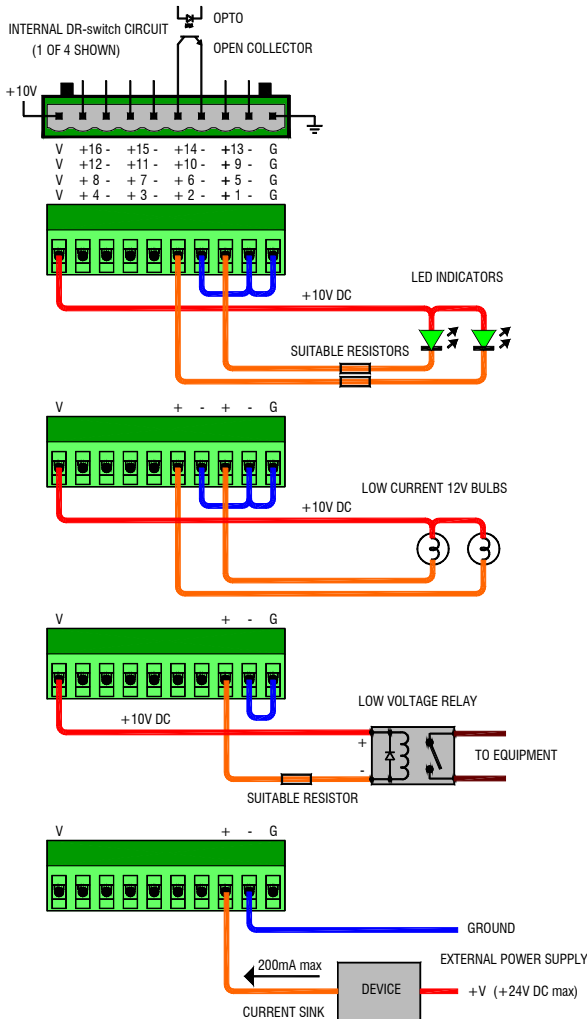 OPTO
INTERNAL DR-switch CIRCUIT
(1 OF 4 SHOWN)
OPEN COLLECTOR
+10V
V +16 - +15 - +14 - +13 - G
V +12 - +11 - +10 - + 9 - G
V + 8 - + 7 - + 6 - + 5 - G
V + 4 - + 3 - + 2 - + 1 - G
LED INDICATORS
+10V DC
SUITABLE RESISTORS
V + - + - G
LOW CURRENT 12V BULBS
+10V DC
V + - G
LOW VOLTAGE RELAY
+10V DC
+
TO EQUIPMENT
-
SUITABLE RESISTOR
V + - G
GROUND
EXTERNAL POWER SUPPLY
200mA max
DEVICE
+V (+24V DC max)
CURRENT SINK